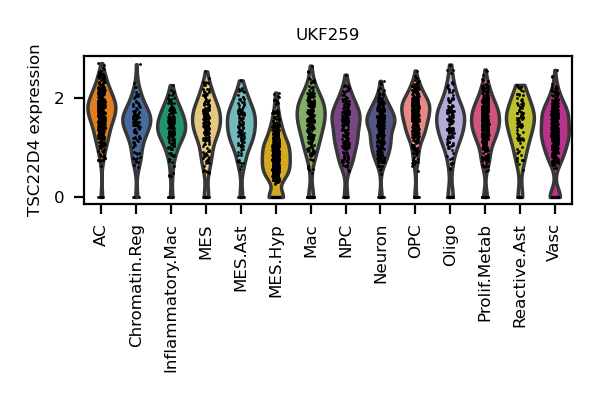 UKF259
TSC22D4 expression
2
0
AC
Chromatin.Reg
Inflammatory.Mac
MES
MES.Ast
MES.Hyp
Mac
NPC
Neuron
OPC
Oligo
Prolif.Metab
Reactive.Ast
Vasc